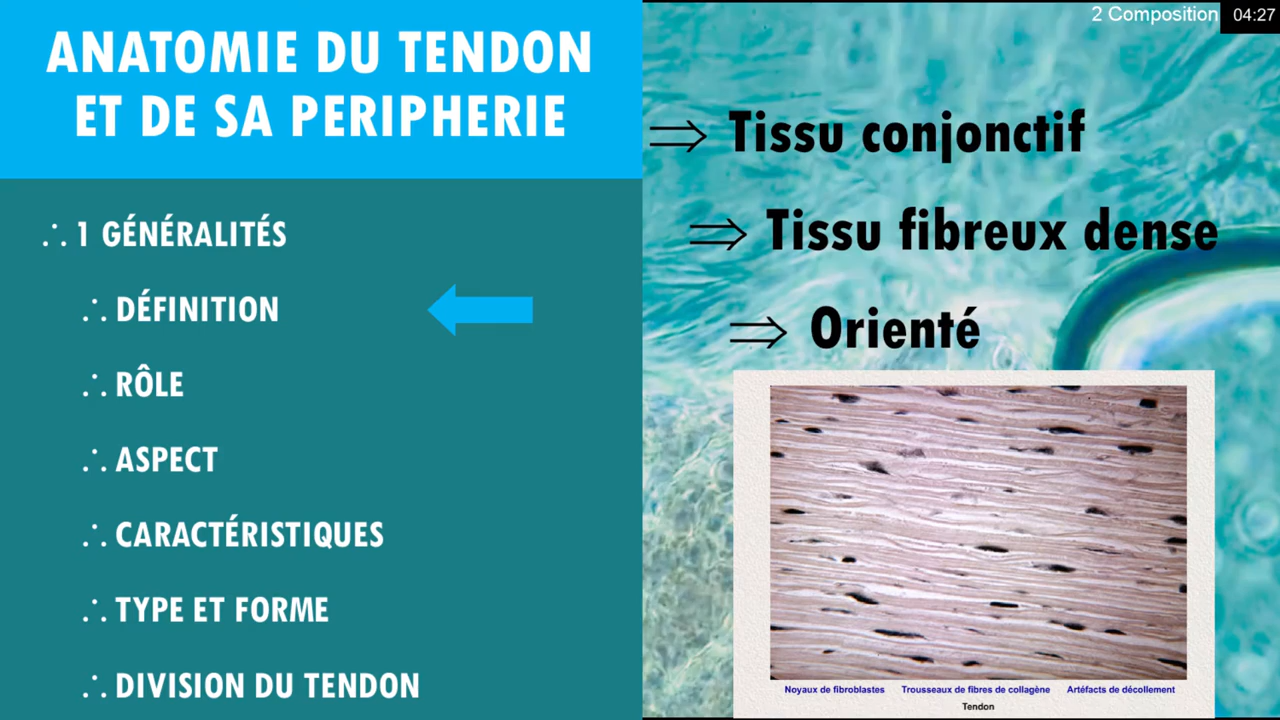 ANATOMIE DU TENDON
ET DE SA PERIPHERIE
∴ 1 GÉNÉRALITÉS
∴ DÉFINITION
∴ RÔLE
∴ ASPECT
∴ CARACTÉRISTIQUES
∴ TYPE ET FORME
∴ DIVISION DU TENDON
2 Composition
04:27
⇒ Tissu conjonctif
⇒ Tissu fibreux dense
⇒ Orienté
Noyaux de fibroblastes Trousseaux de fibres de collagène Artéfacts de décollement
Tendon